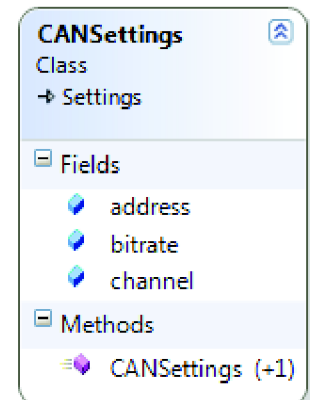 CANSettings
Class
Settings
Fields
address
bitrate
channel
Methods
CANSettings (+1)